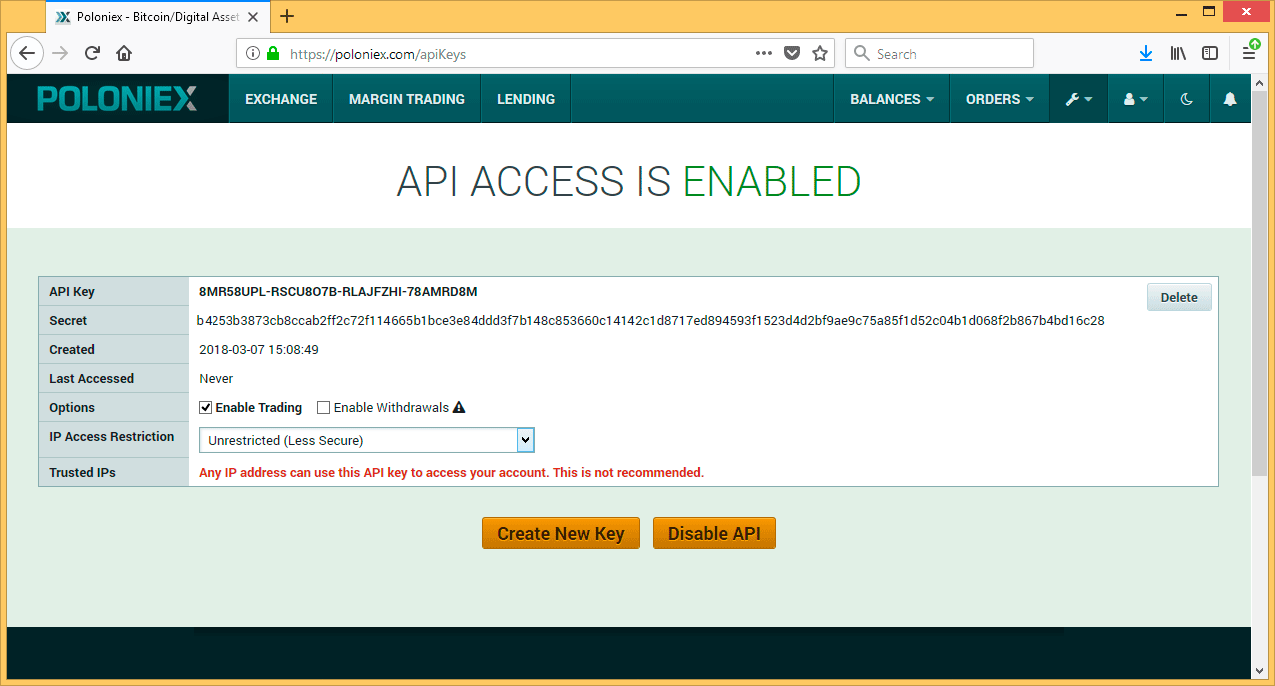 Poloniex - Bitcoin/Digital Asset
https://poloniex.com/apiKeys
Search
POLONIEX EXCHANGE MARGIN TRADING LENDING BALANCES ORDERS
API ACCESS IS ENABLED
API Key 8MR58UPL-RSCU8O7B-RLAJFZHI-78AMRD8M Delete
Secret b4253b3873cb8ccab2ff2c72f114665b1bce3e84ddd3f7b148c853660c14142c1d8717ed894593f1523d4d2bf9ae9c75a85f1d52c04b1d068f2b867b4bd16c28
Created 2018-03-07 15:08:49
Last Accessed Never
Options Enable Trading Enable Withdrawals
IP Access Restriction Unrestricted (Less Secure)
Trusted IPs Any IP address can use this API key to access your account. This is not recommended.
Create New Key Disable API